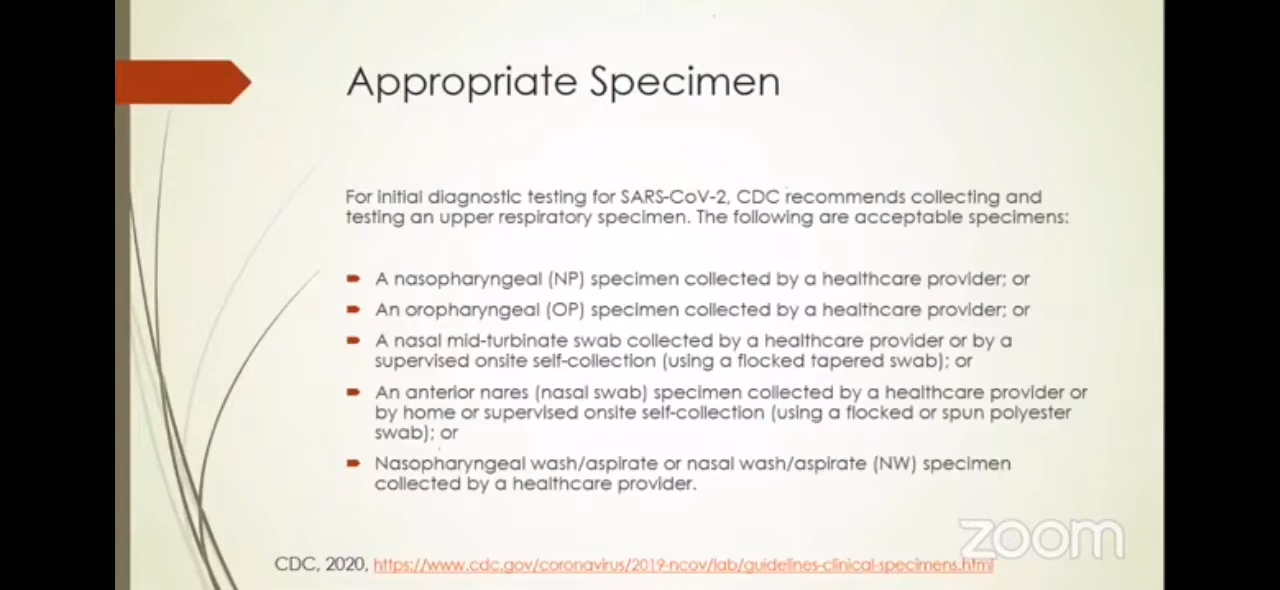 Appropriate Specimen
For initial diagnostic testing for SARS-CoV-2, CDC recommends collecting and
testing an upper respiratory specimen. The following are acceptable specimens:
A nasopharyngeal (NP) specimen collected by a healthcare provider; or
An oropharyngeal (OP) specimen collected by a healthcare provider; or
A nasal mid-turbinate swab collected by a healthcare provider or by a
supervised onsite self-collection (using a flocked tapered swab); or
An anterior nares (nasal swab) specimen collected by a healthcare provider or
by home or supervised onsite self-collection (using a flocked or spun polyester
swab); or
Nasopharyngeal wash/aspirate or nasal wash/aspirate (NW) specimen
collected by a healthcare provider.
zoom
CDC, 2020, https://www.cdc.gov/coronavirus/2019-ncov/lab/guidelines-clinical-specimens.html